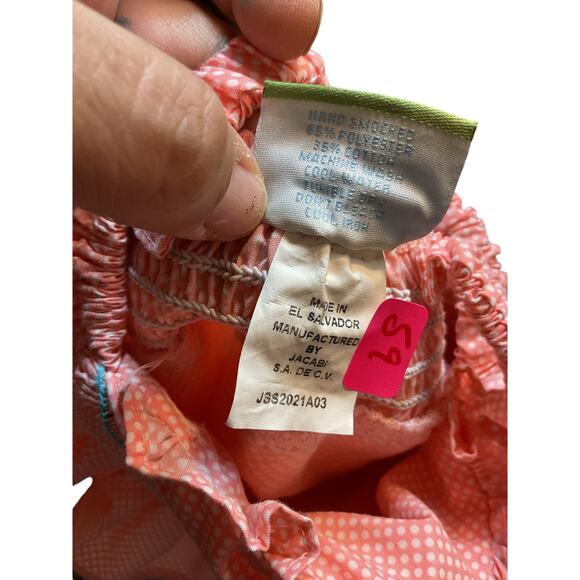 HAND SMOCKED
65% POLYESTER
35% COTTON
MACHINE WASH
COOL WATER
TUMBLE DRY
DON'T BLEACH
COOL IRON
MADE IN
EL SALVADOR
MANUFACTURED
BY
JACABI
S.A. DE C.V.
JSS2021A03
59